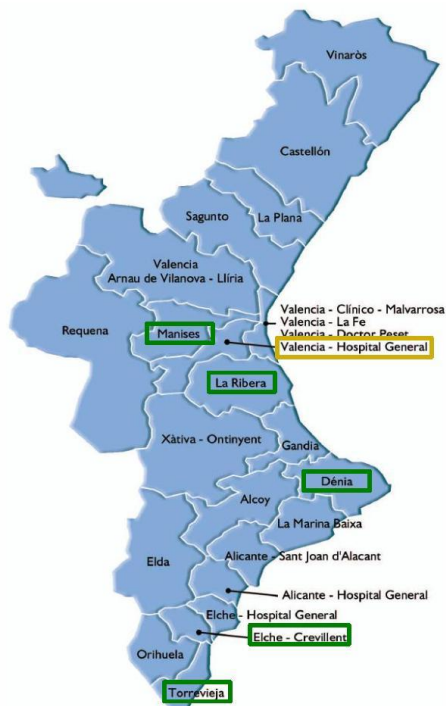 Vinaròs
Castellón
La Plana
Sagunto
Valencia
Arnau de Vilanova - Llíria
Valencia - Clínico - Malvarrosa
Valencia - La Fe
Valencia - Doctor Peset
Valencia - Hospital General
Requena
Manises
La Ribera
Xàtiva - Ontinyent
Gandia
Dénia
Alcoy
La Marina Baixa
Elda
Alicante - Sant Joan d'Alacant
Alicante - Hospital General
Elche - Hospital General
Elche - Crevillent
Orihuela
Torrevieja